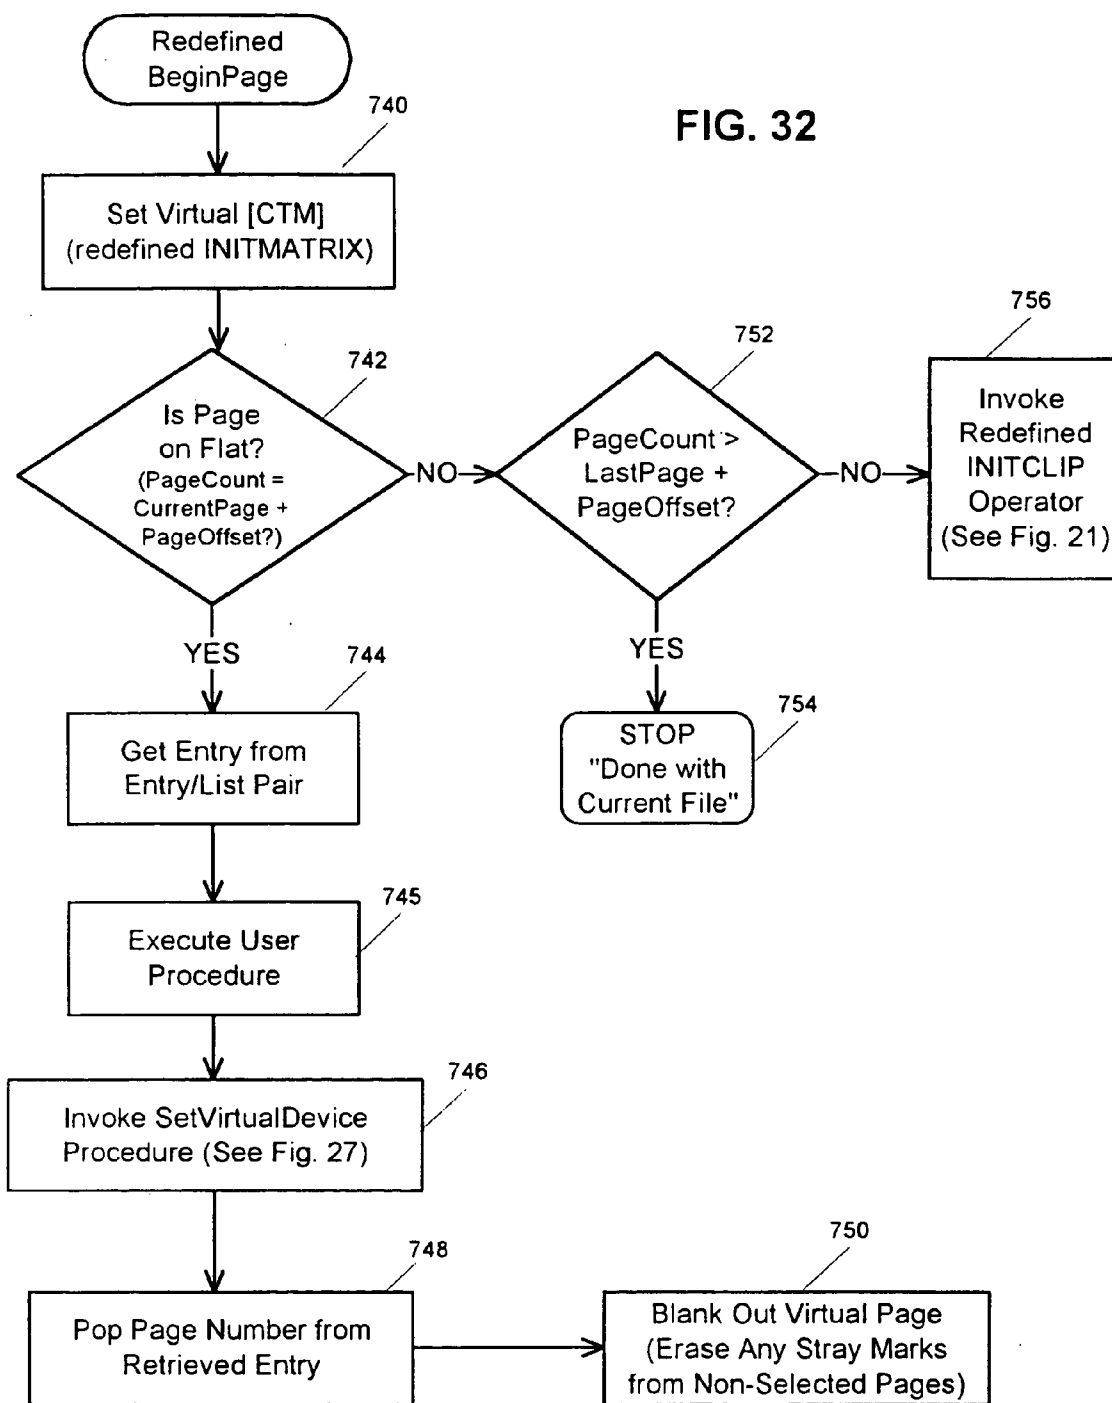 Redefined
BeginPage
740
FIG. 32
Set Virtual [CTM]
(redefined INITMATRIX)
742
Is Page
on Flat?
(PageCount =
CurrentPage +
PageOffset?)
NO
752
PageCount >
LastPage +
PageOffset?
NO
756
Invoke
Redefined
INITCLIP
Operator
(See Fig. 21)
YES
744
Get Entry from
Entry/List Pair
YES
754
STOP
"Done with
Current File"
745
Execute User
Procedure
746
Invoke SetVirtualDevice
Procedure (See Fig. 27)
748
Pop Page Number from
Retrieved Entry
750
Blank Out Virtual Page
(Erase Any Stray Marks
from Non-Selected Pages)